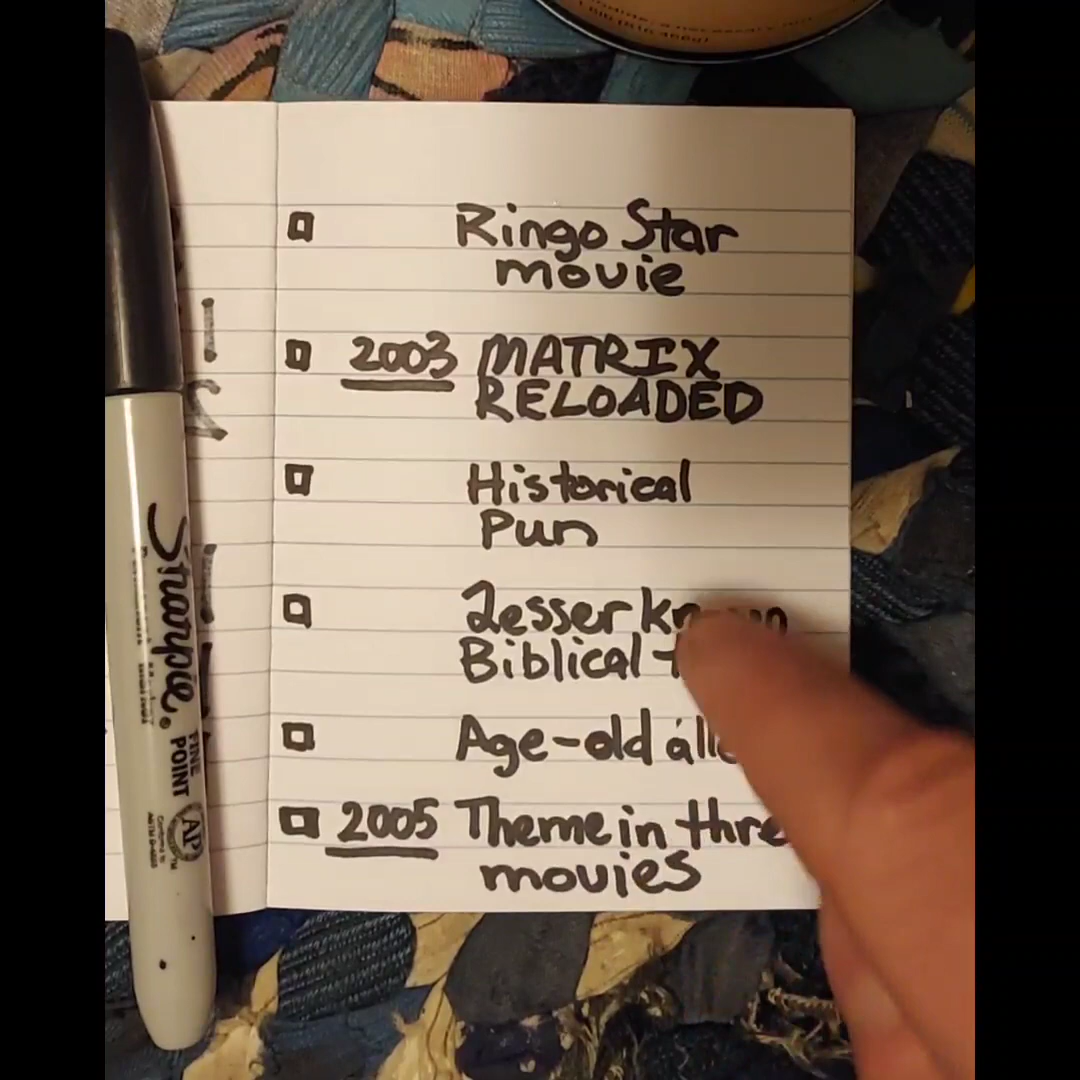 Ringo Star
movie
2003 MATRIX
RELOADED
Historical
Pun
Lesser
Biblical
Age-old
2005 Theme in
movies
Sharpie
FINE
POINT
AP